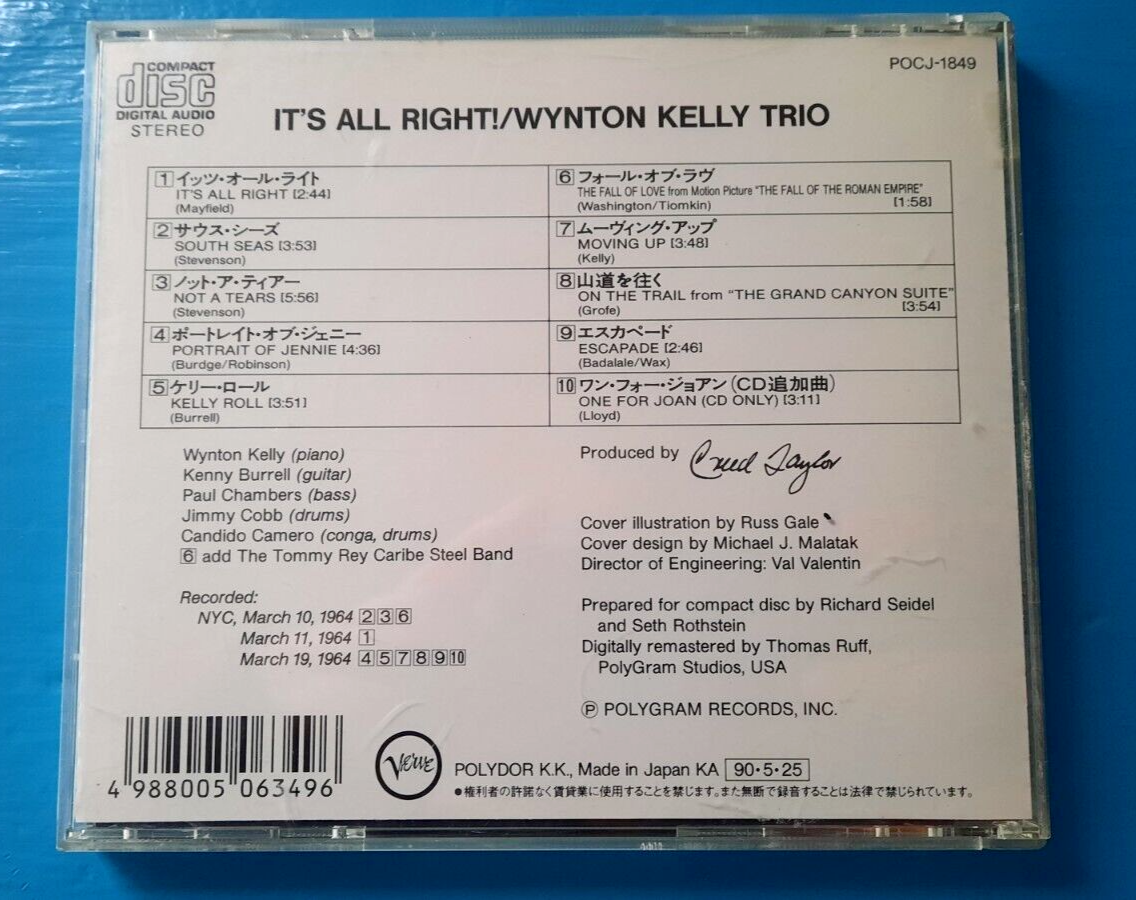 COMPACT
disc
DIGITAL AUDIO
STEREO
POCJ-1849
IT'S ALL RIGHT!/WYNTON KELLY TRIO
1 イッツ・オール・ライト
IT'S ALL RIGHT [2:44]
(Mayfield)
2 サウス・シーズ
SOUTH SEAS [3:53]
(Stevenson)
3 ノット・ア・ティアー
NOT A TEARS [5:56]
(Stevenson)
4 ポートレイト・オブ・ジェニー
PORTRAIT OF JENNIE [4:36]
(Burdge/Robinson)
5 ケリー・ロール
KELLY ROLL [3:51]
(Burrell)
6 フォール・オブ・ラヴ
THE FALL OF LOVE from Motion Picture "THE FALL OF THE ROMAN EMPIRE"
(Washington/Tiomkin) [1:58]
7 ムーヴィング・アップ
MOVING UP [3:48]
(Kelly)
8 山道を往く
ON THE TRAIL from "THE GRAND CANYON SUITE"
(Grofe) [3:54]
9 エスカペード
ESCAPADE [2:46]
(Badalale/Wax)
10 ワン・フォー・ジョアン(CD追加曲)
ONE FOR JOAN (CD ONLY) [3:11]
(Lloyd)
Wynton Kelly (piano)
Kenny Burrell (guitar)
Paul Chambers (bass)
Jimmy Cobb (drums)
Candido Camero (conga, drums)
6 add The Tommy Rey Caribe Steel Band
Recorded:
NYC, March 10, 1964 2 3 6
March 11, 1964 1
March 19, 1964 4 5 7 8 9 10
Produced by Creed Taylor
Cover illustration by Russ Gale
Cover design by Michael J. Malatak
Director of Engineering: Val Valentin
Prepared for compact disc by Richard Seidel
and Seth Rothstein
Digitally remastered by Thomas Ruff,
PolyGram Studios, USA
Ⓟ POLYGRAM RECORDS, INC.
4 988005 063496
Verve
POLYDOR K.K., Made in Japan KA 90・5・25
●権利者の許諾なく賃貸業に使用することを禁じます。また無断で録音することは法律で禁じられています。